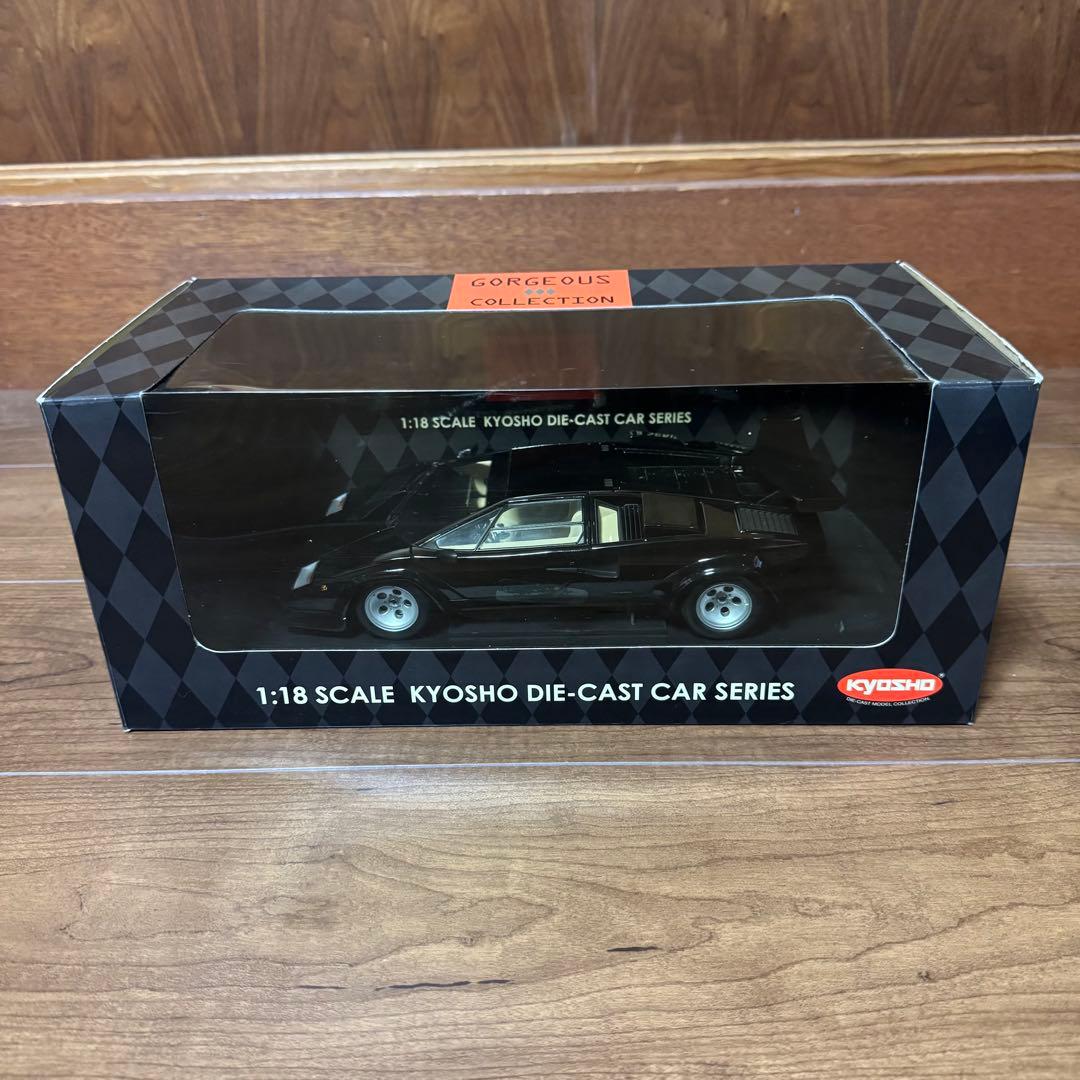 GORGEOUS
COLLECTION
1:18 SCALE KYOSHO DIE-CAST CAR SERIES
1:18 SCALE KYOSHO DIE-CAST CAR SERIES
KYOSHO®
DIE-CAST MODEL COLLECTION